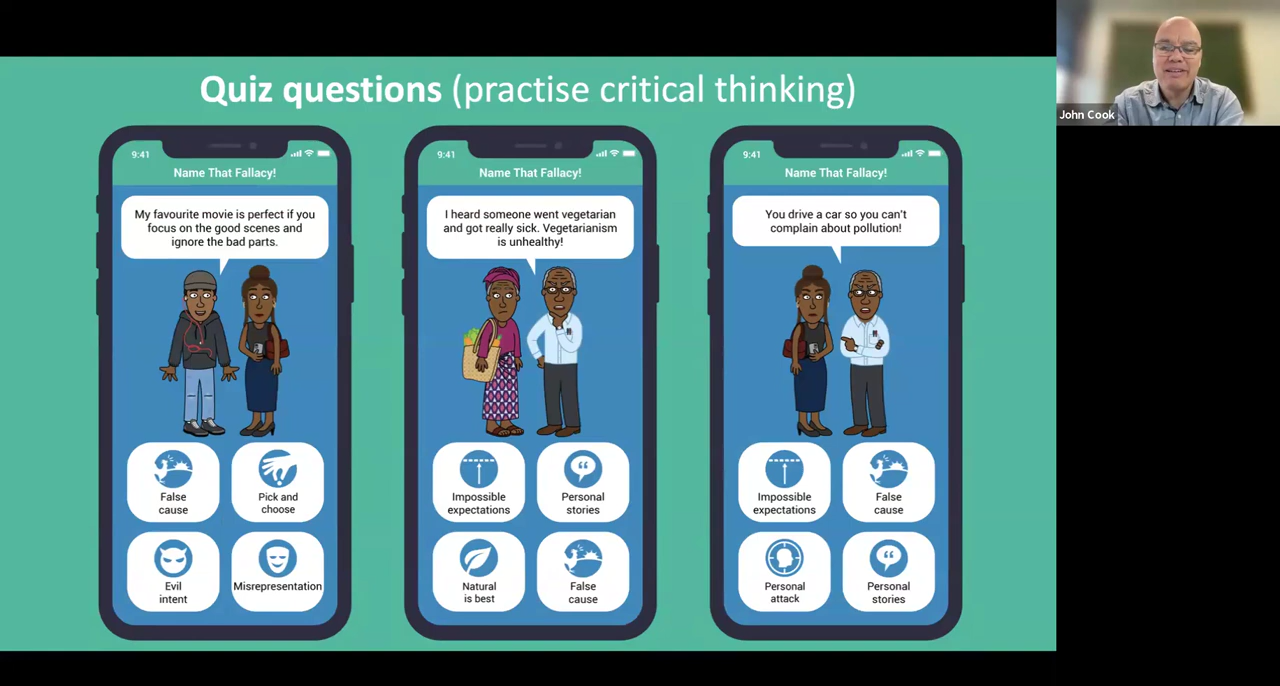 Quiz questions (practise critical thinking)
John Cook
9:41
Name That Fallacy!
My favourite movie is perfect if you
focus on the good scenes and
ignore the bad parts.
False
cause
Pick and
choose
Evil
intent
Misrepresentation
9:41
Name That Fallacy!
I heard someone went vegetarian
and got really sick. Vegetarianism
is unhealthy!
Impossible
expectations
Personal
stories
Natural
is best
False
cause
9:41
Name That Fallacy!
You drive a car so you can't
complain about pollution!
Impossible
expectations
False
cause
Personal
attack
Personal
stories